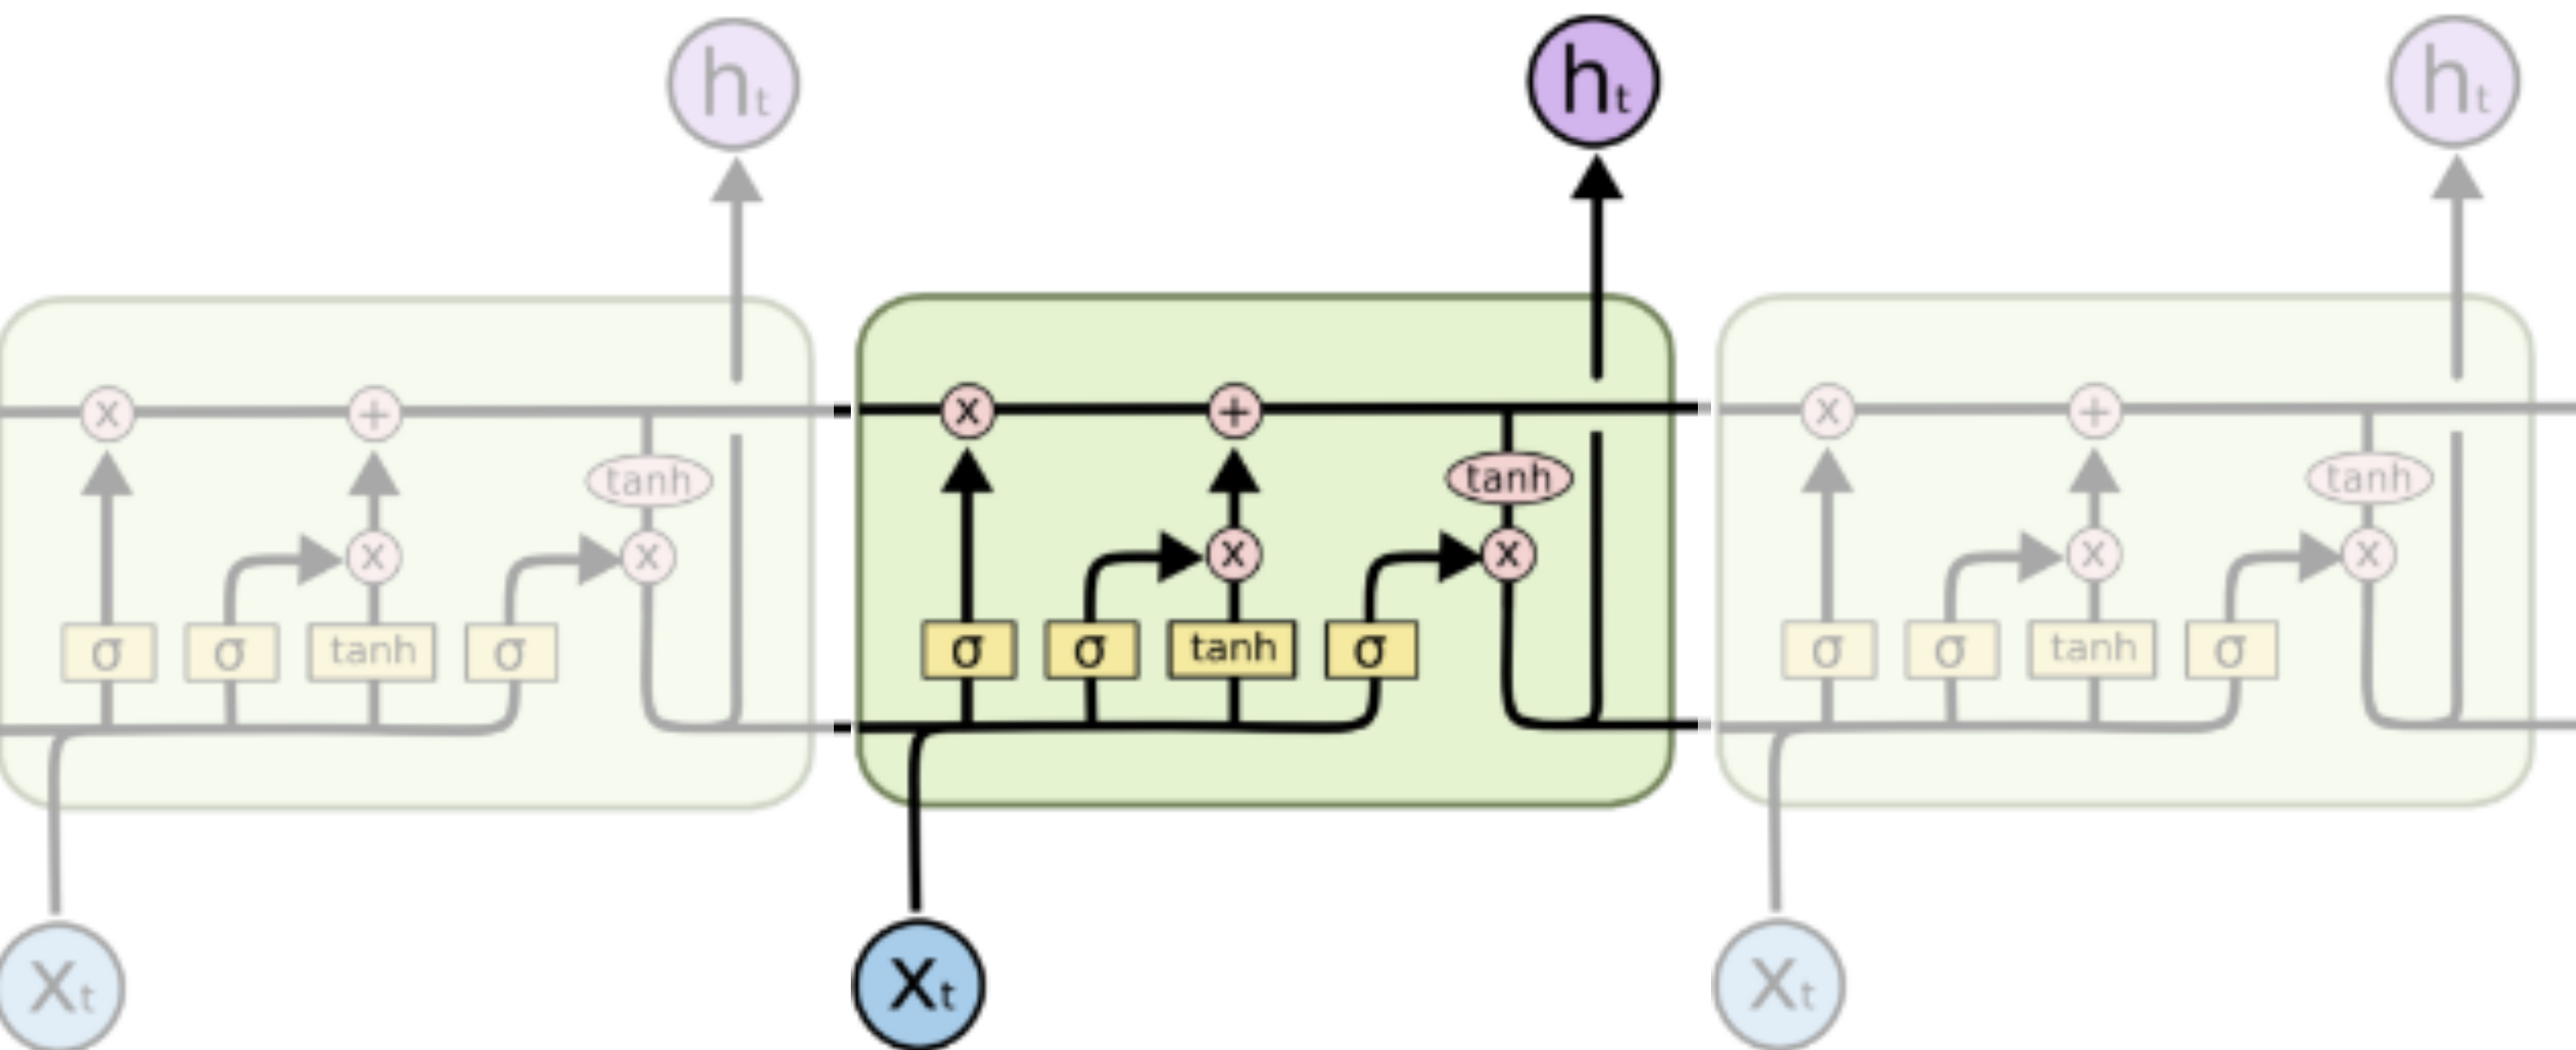 ht ht ht
x + x + x +
tanh tanh tanh
x x x x x x
σ σ tanh σ σ σ tanh σ σ σ tanh σ
Xt Xt Xt